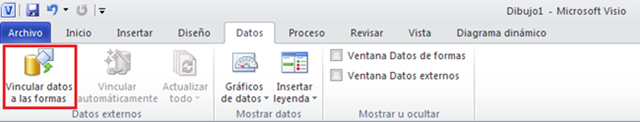 Dibujo1 - Microsoft Visio
Archivo Inicio Insertar Diseño Datos Proceso Revisar Vista Diagrama dinámico
Vincular datos a las formas
Vincular automáticamente
Actualizar todo
Gráficos de datos
Insertar leyenda
Ventana Datos de formas
Ventana Datos externos
Datos externos Mostrar datos Mostrar u ocultar